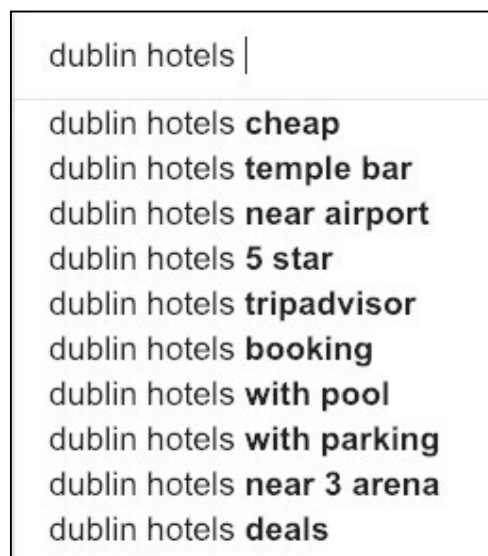 dublin hotels
dublin hotels cheap
dublin hotels temple bar
dublin hotels near airport
dublin hotels 5 star
dublin hotels tripadvisor
dublin hotels booking
dublin hotels with pool
dublin hotels with parking
dublin hotels near 3 arena
dublin hotels deals